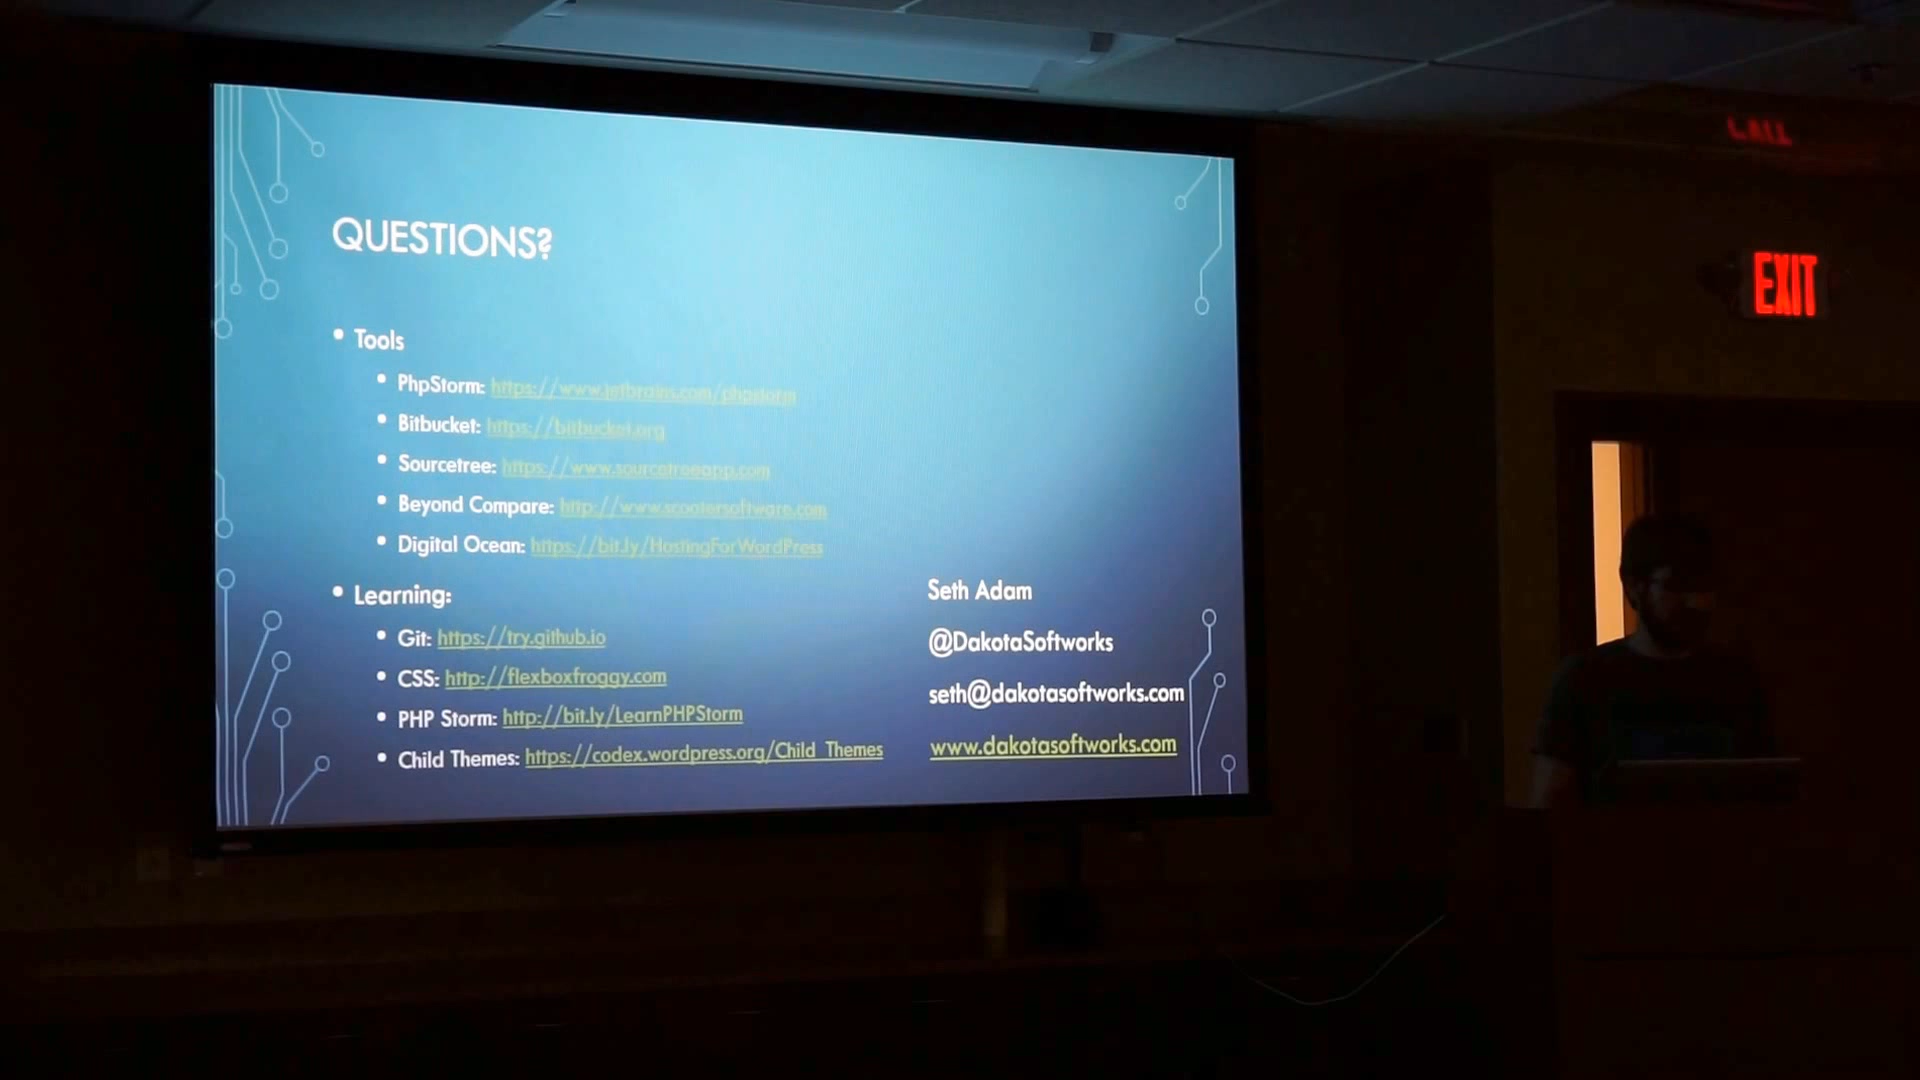 QUESTIONS?
• Tools
• PhpStorm: https://www.jetbrains.com/phpstorm
• Bitbucket: https://bitbucket.org
• Sourcetree: https://www.sourcetreeapp.com
• Beyond Compare: http://www.scootersoftware.com
• Digital Ocean: https://bit.ly/HostingForWordPress
• Learning:
• Git: https://try.github.io
• CSS: http://flexboxfroggy.com
• PHP Storm: http://bit.ly/LearnPHPStorm
• Child Themes: https://codex.wordpress.org/Child_Themes
Seth Adam
@DakotaSoftworks
seth@dakotasoftworks.com
www.dakotasoftworks.com
EXIT